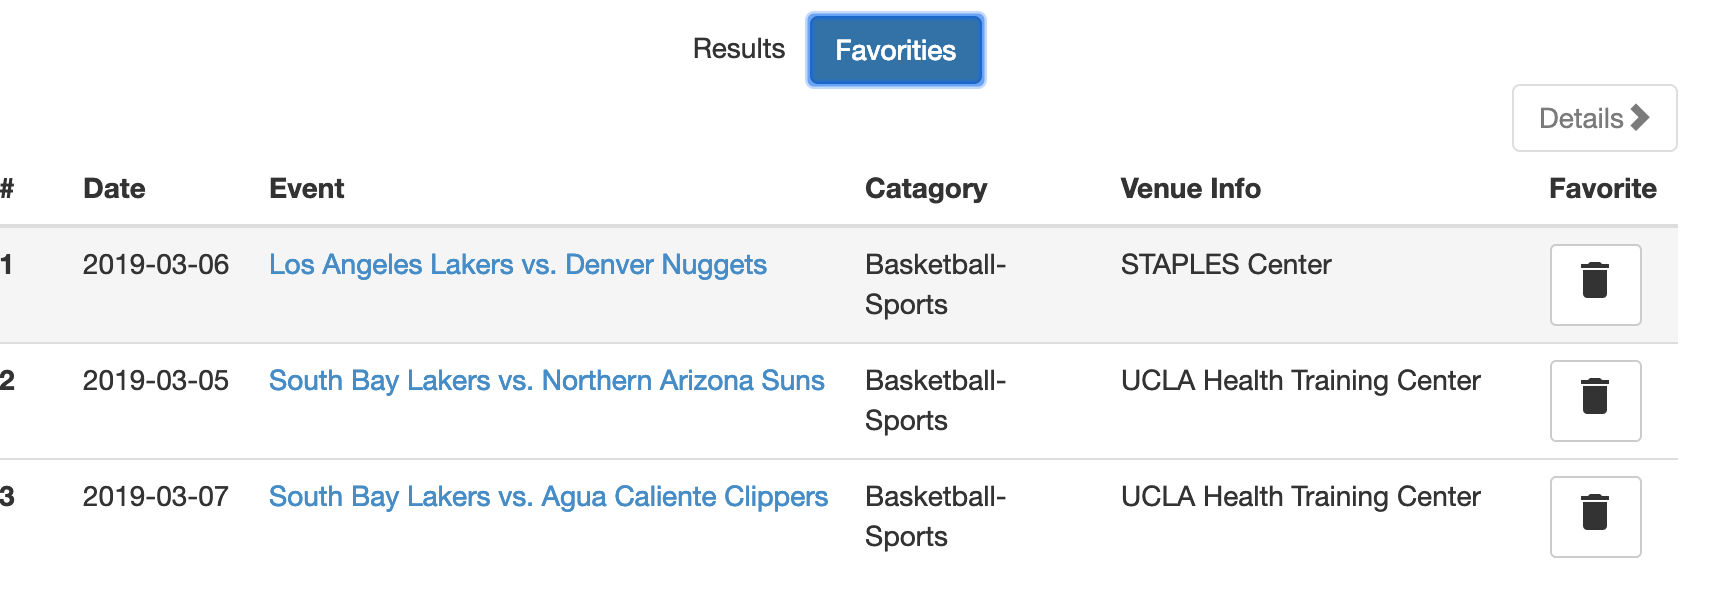 Results Favorities
Details
# Date Event Catagory Venue Info Favorite
1 2019-03-06 Los Angeles Lakers vs. Denver Nuggets Basketball- STAPLES Center
Sports
2 2019-03-05 South Bay Lakers vs. Northern Arizona Suns Basketball- UCLA Health Training Center
Sports
3 2019-03-07 South Bay Lakers vs. Agua Caliente Clippers Basketball- UCLA Health Training Center
Sports